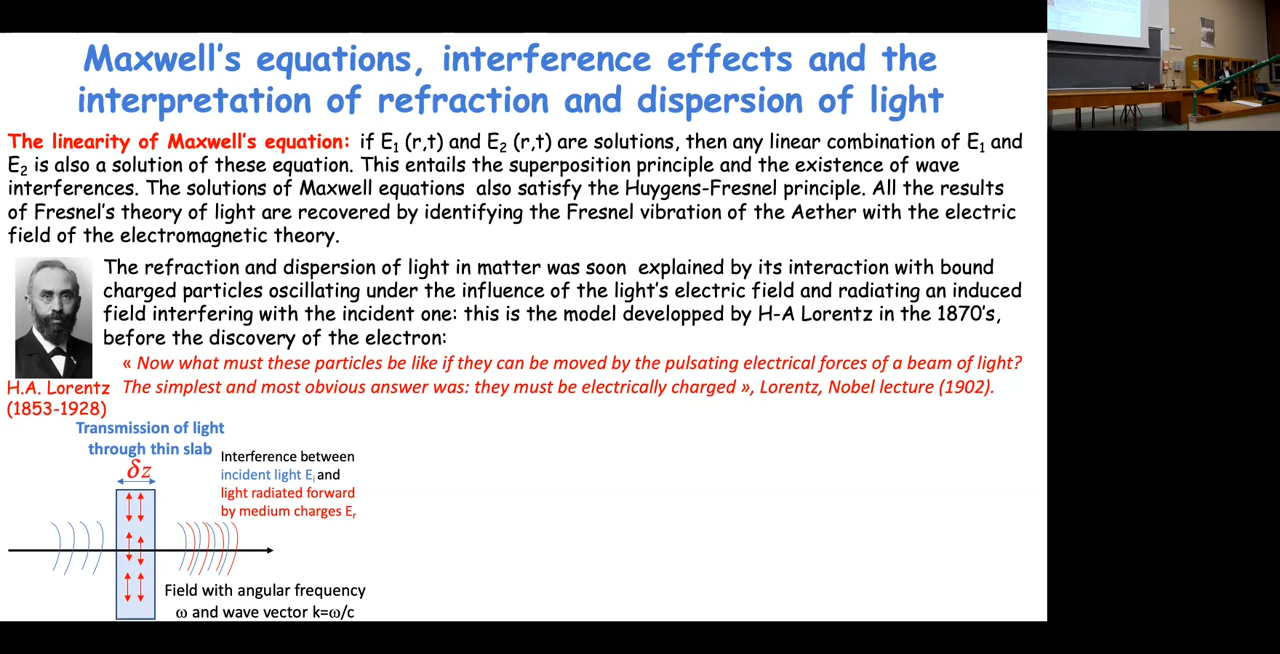 Maxwell's equations, interference effects and the
interpretation of refraction and dispersion of light
The linearity of Maxwell's equation: if E₁ (r,t) and E₂ (r,t) are solutions, then any linear combination of E₁ and
E₂ is also a solution of these equation. This entails the superposition principle and the existence of wave
interferences. The solutions of Maxwell equations also satisfy the Huygens-Fresnel principle. All the results
of Fresnel's theory of light are recovered by identifying the Fresnel vibration of the Aether with the electric
field of the electromagnetic theory.
The refraction and dispersion of light in matter was soon explained by its interaction with bound
charged particles oscillating under the influence of the light's electric field and radiating an induced
field interfering with the incident one: this is the model developped by H-A Lorentz in the 1870's,
before the discovery of the electron:
« Now what must these particles be like if they can be moved by the pulsating electrical forces of a beam of light?
The simplest and most obvious answer was: they must be electrically charged », Lorentz, Nobel lecture (1902).
H.A. Lorentz
(1853-1928)
Transmission of light
through thin slab
δz
Interference between
incident light Eᵢ and
light radiated forward
by medium charges Eᵣ
Field with angular frequency
ω and wave vector k=ω/c